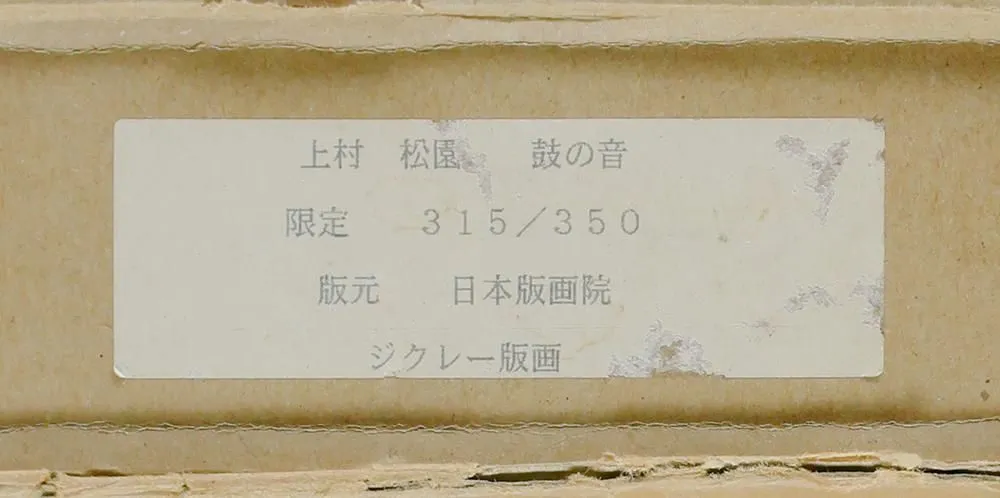 上村　松園　　鼓の音
限定　　３１５／３５０
版元　　日本版画院
ジクレー版画